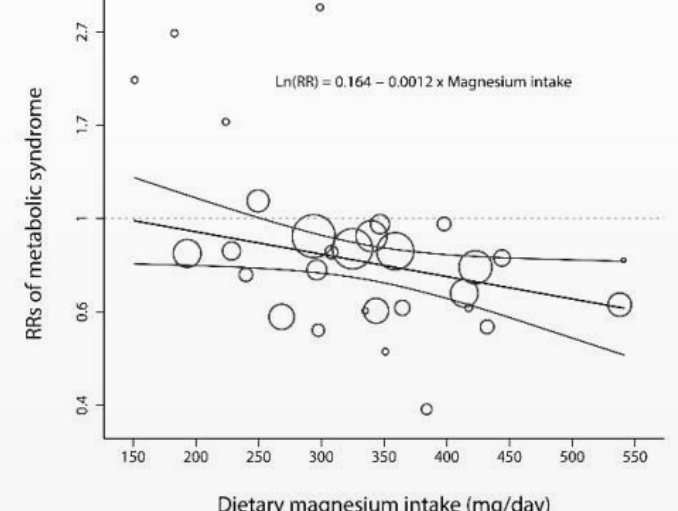 2.7
Ln(RR) = 0.164 – 0.0012 x Magnesium intake
1.7
1
0.6
0.4
RRs of metabolic syndrome
150 200 250 300 350 400 450 500 550
Dietary magnesium intake (mg/day)